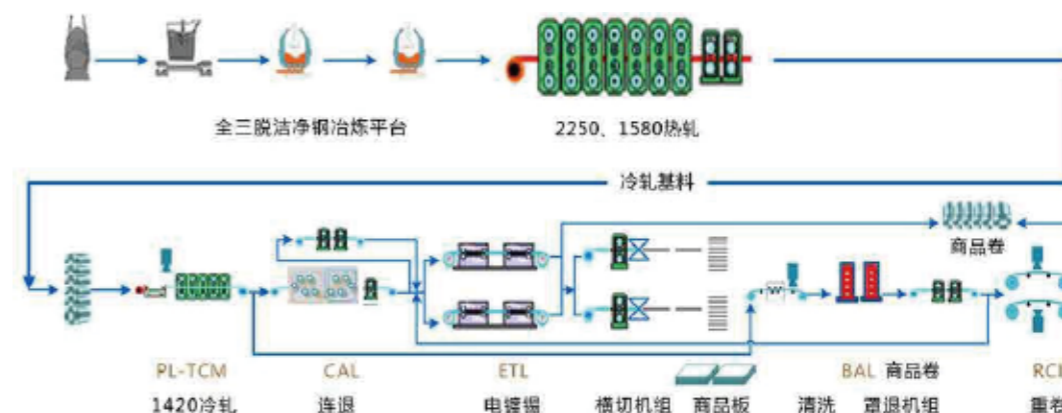 全三脱洁净钢冶炼平台
2250、1580热轧
冷轧基料
商品卷
PL-TCM
CAL
ETL
BAL 商品卷
1420冷轧
连退
电镀锡
横切机组
商品板
清洗
罩退机组